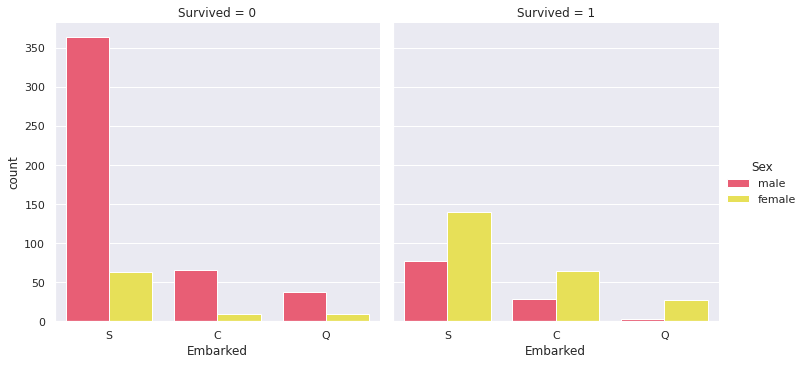 Survived = 0
Survived = 1
350
300
250
200
150
100
50
0
count
S
C
Q
S
C
Q
Embarked
Embarked
Sex
male
female